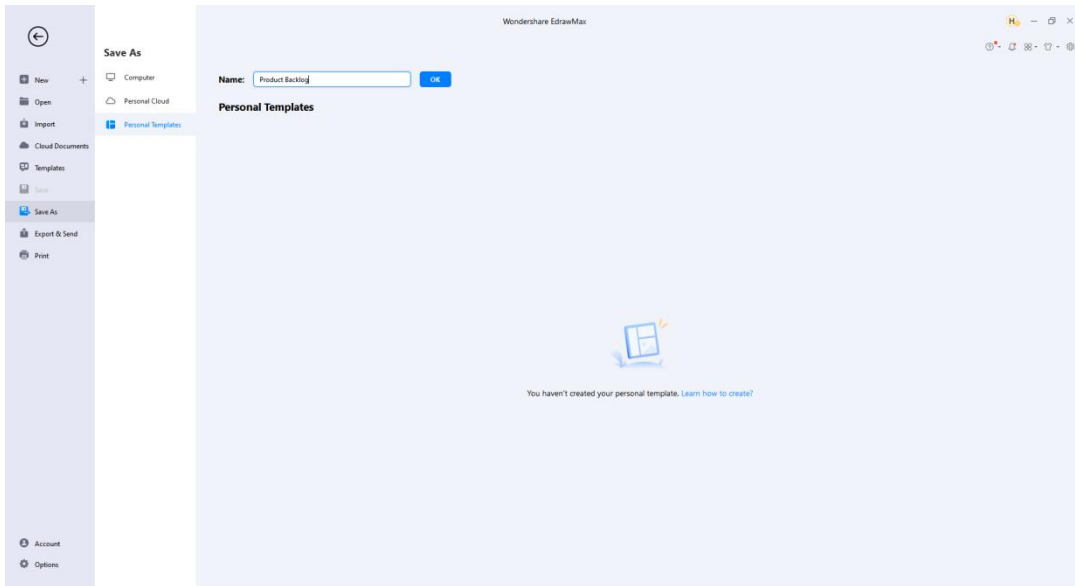 Wondershare EdrawMax
H
Save As
New
Open
Import
Cloud Documents
Templates
Save
Save As
Export & Send
Print
Account
Options
Computer
Personal Cloud
Personal Templates
Name: Product Backlog OK
Personal Templates
You haven't created your personal template. Learn how to create?